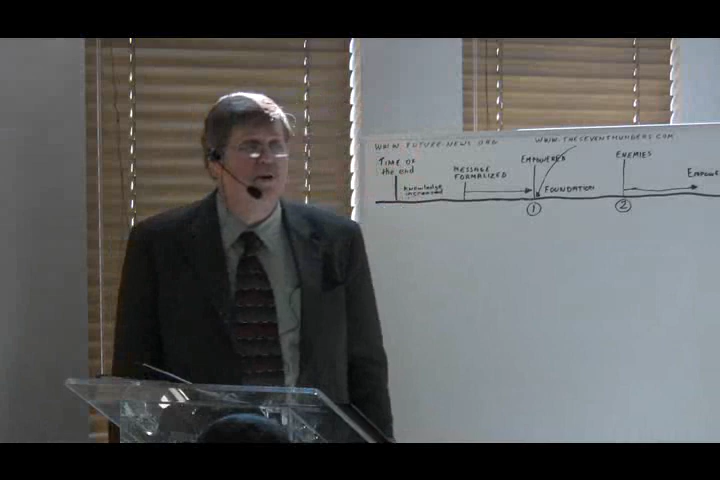 WWW.FUTURE-NEWS.ORG
WWW.THESEVENTHUNDERS.COM
TIME OF
the end
Knowledge
increased
MESSAGE
FORMALIZED
EMPOWERED
FOUNDATION
1
ENEMIES
2